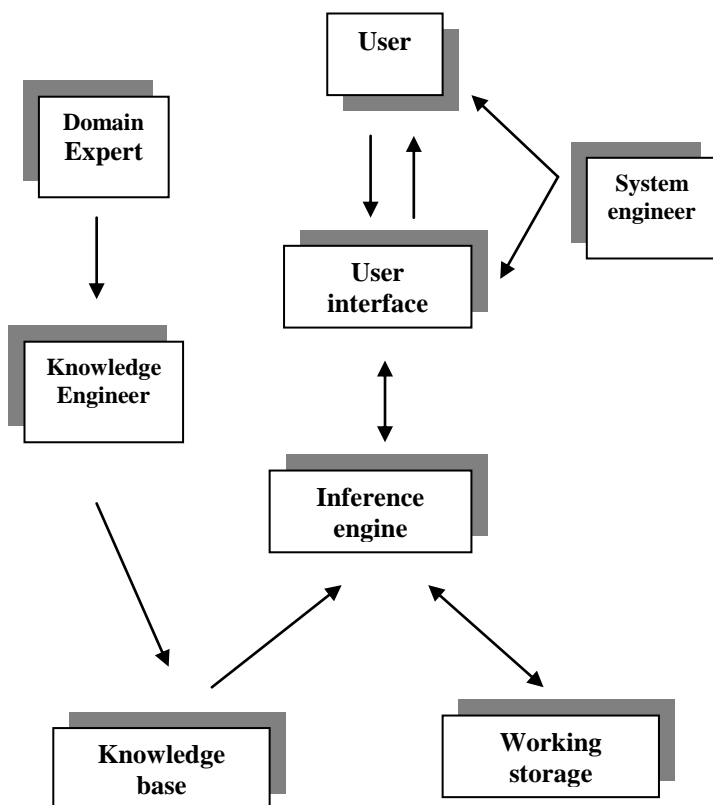 User
Domain
Expert
System
engineer
User
interface
Knowledge
Engineer
Inference
engine
Knowledge
base
Working
storage